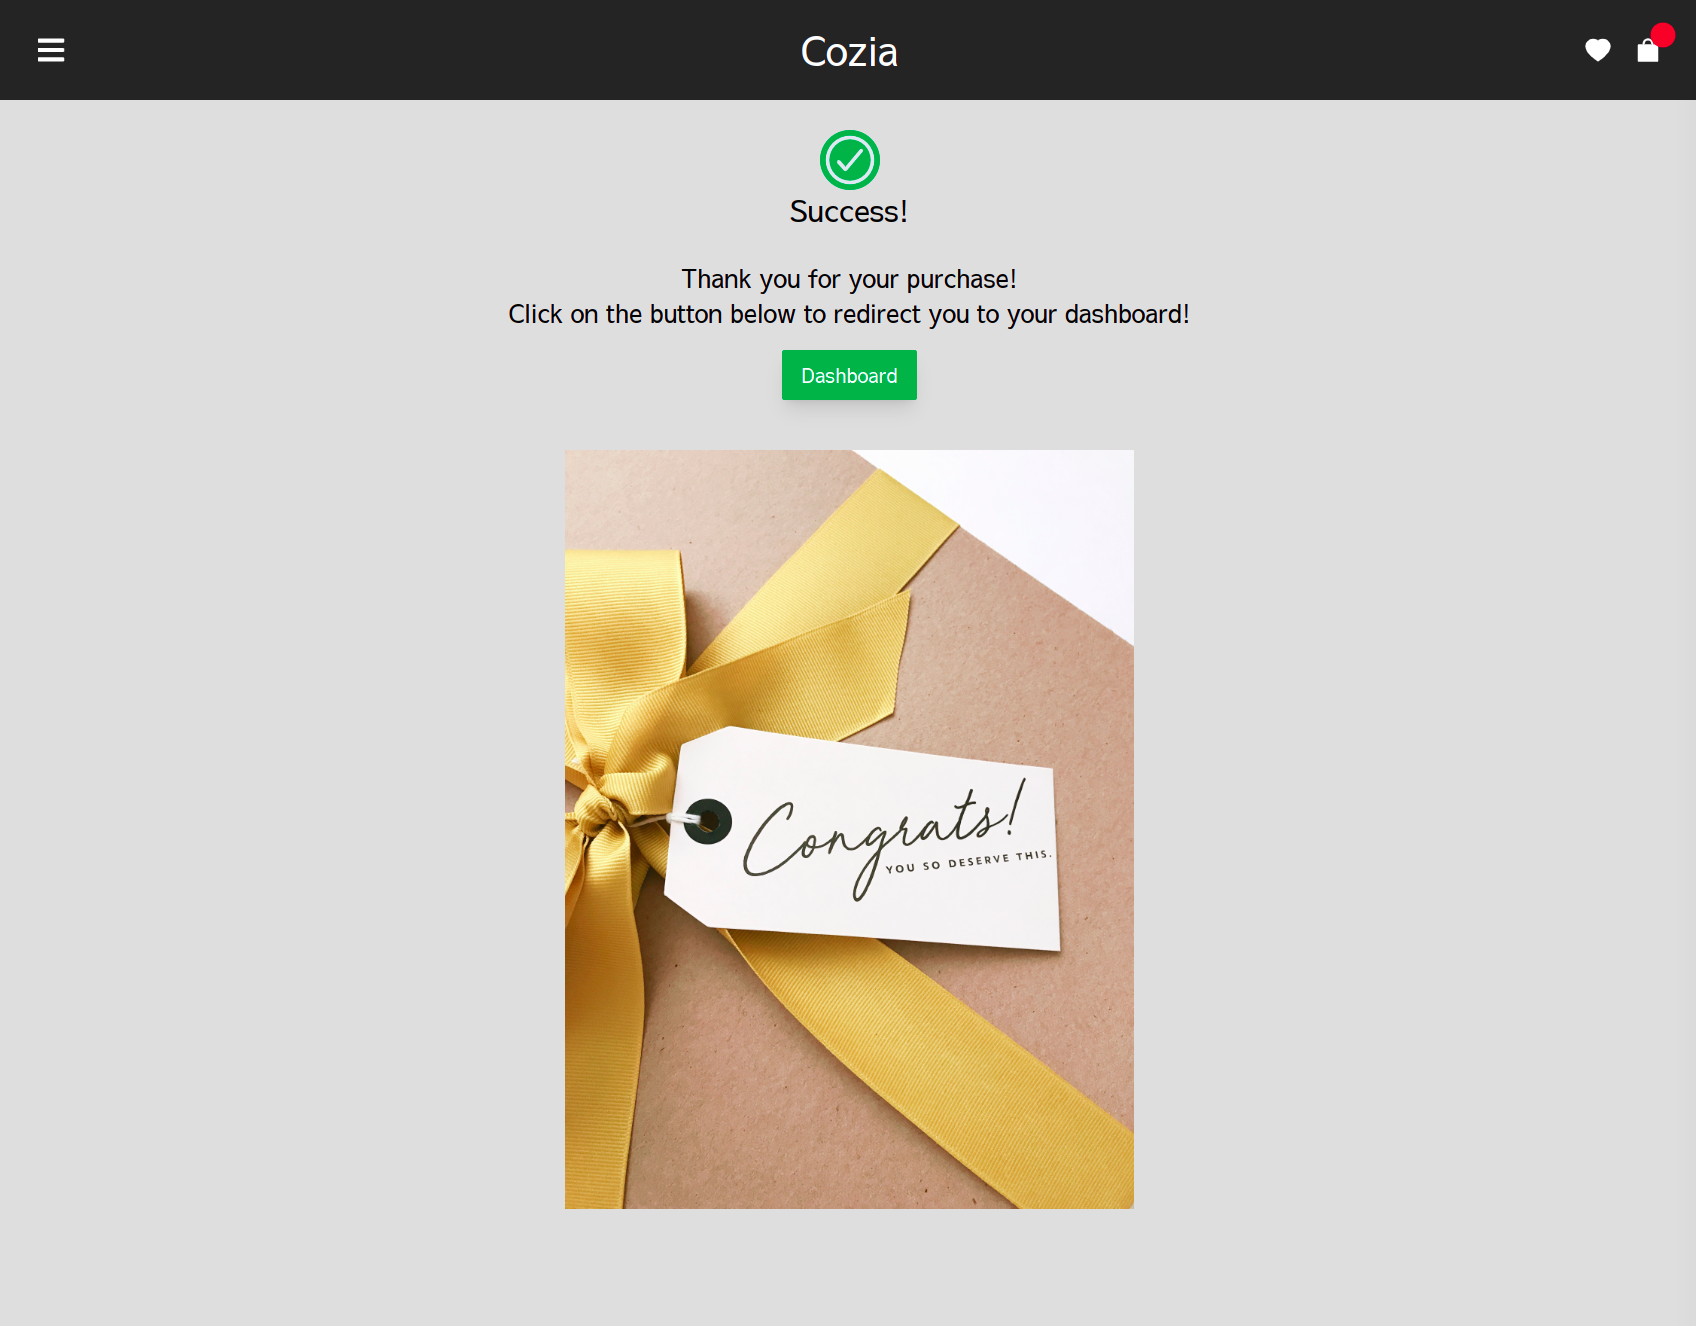 Cozia
Success!
Thank you for your purchase!
Click on the button below to redirect you to your dashboard!
Dashboard
Congrats!
YOU SO DESERVE THIS.